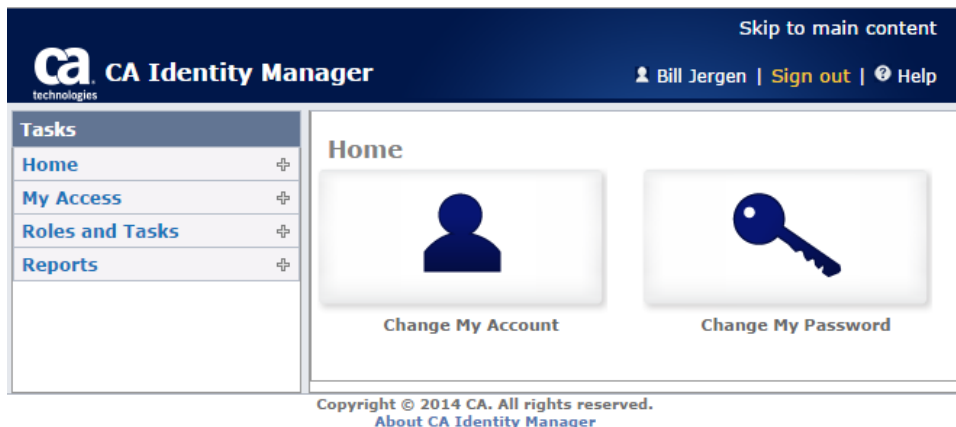 Skip to main content
ca
technologies
CA Identity Manager
Bill Jergen | Sign out | ? Help
Tasks
Home
My Access
Roles and Tasks
Reports
Home
Change My Account
Change My Password
Copyright © 2014 CA. All rights reserved.
About CA Identity Manager